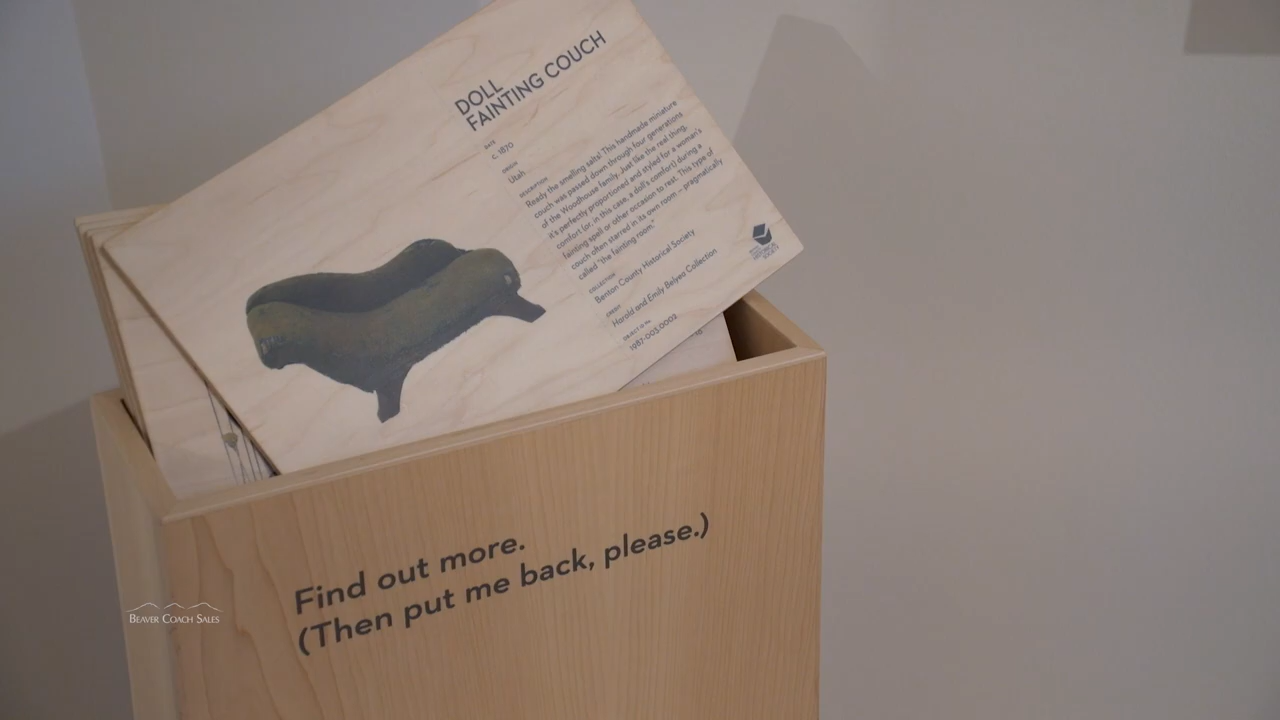 DOLL
FAINTING COUCH
DATE
c. 1870
ORIGIN
Utah
DESCRIPTION
Ready the smelling salts! This handmade miniature
couch was passed down through four generations
of the Woodhouse family. Just like the real thing,
it's perfectly proportioned and styled for a woman's
comfort (or, in this case, a doll's comfort) during a
fainting spell or other occasion to rest. This type of
couch often starred in its own room – pragmatically
called "the fainting room."
COLLECTION
Benton County Historical Society
CREDIT
Harold and Emily Belyea Collection
OBJECT ID No.
1987-003.0002
Find out more.
(Then put me back, please.)
BEAVER COACH SALES